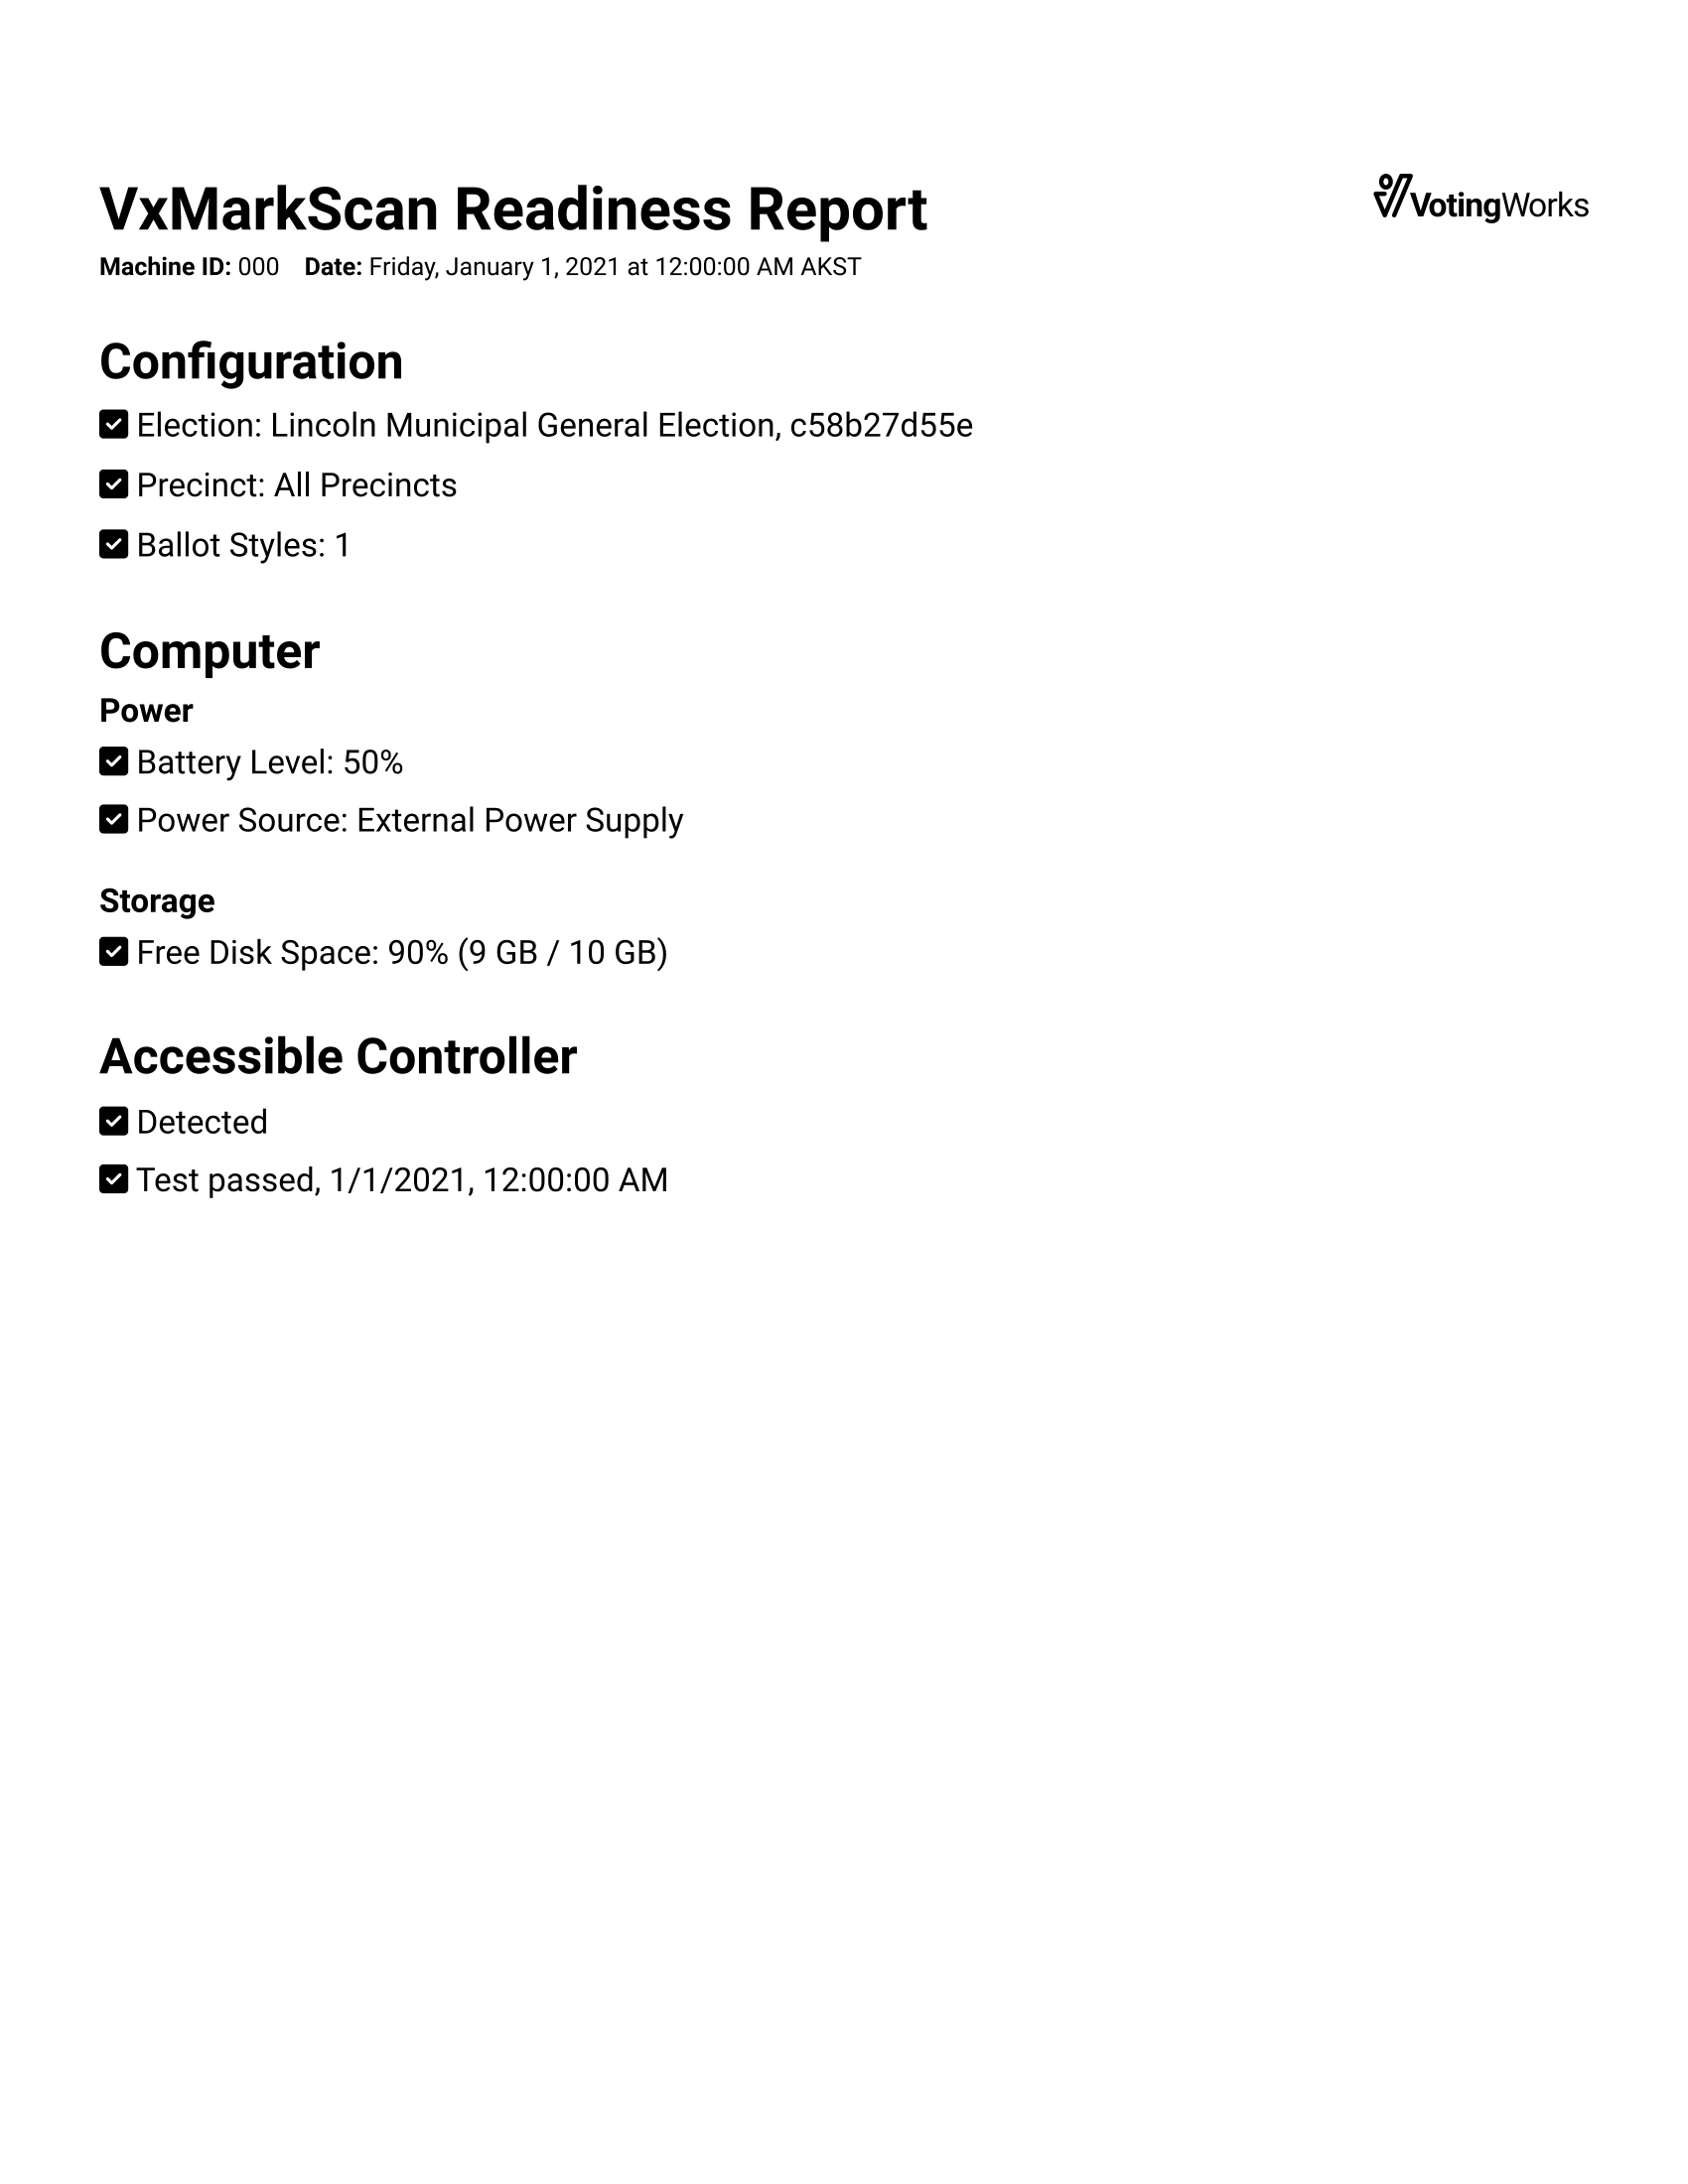 VxMarkScan Readiness Report
VotingWorks
Machine ID: 000 Date: Friday, January 1, 2021 at 12:00:00 AM AKST
Configuration
Election: Lincoln Municipal General Election, c58b27d55e
Precinct: All Precincts
Ballot Styles: 1
Computer
Power
Battery Level: 50%
Power Source: External Power Supply
Storage
Free Disk Space: 90% (9 GB / 10 GB)
Accessible Controller
Detected
Test passed, 1/1/2021, 12:00:00 AM